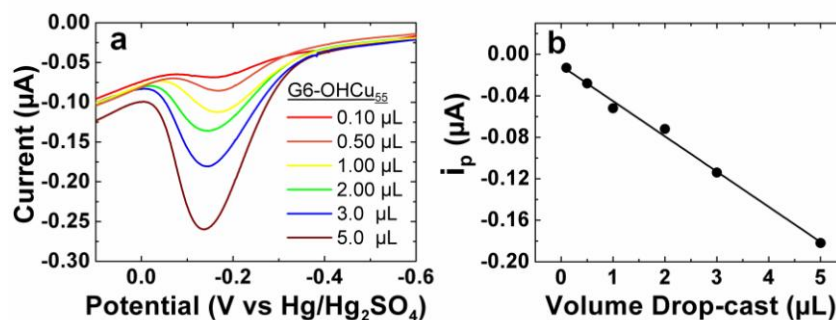 a
0.00
-0.05
-0.10
-0.15
-0.20
-0.25
-0.30
Current (µA)
G6-OHCu₅₅
0.10 µL
0.50 µL
1.00 µL
2.00 µL
3.0 µL
5.0 µL
0.0 -0.2 -0.4 -0.6
Potential (V vs Hg/Hg₂SO₄)
b
0.00
-0.04
-0.08
-0.12
-0.16
-0.20
iₚ (µA)
0 1 2 3 4 5
Volume Drop-cast (µL)